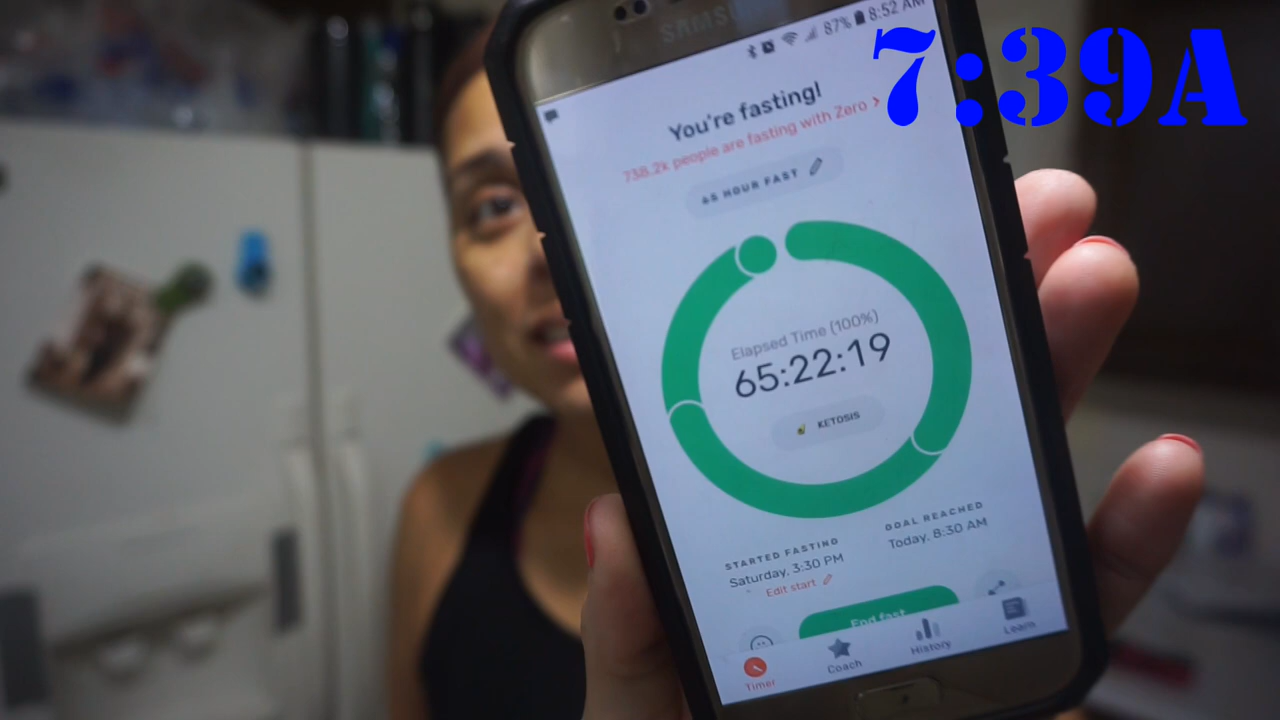 SAMSUNG
87% 8:52 AM
7:39A
You're fasting!
738.2k people are fasting with Zero >
65 HOUR FAST
Elapsed Time (100%)
65:22:19
KETOSIS
STARTED FASTING
Saturday, 3:30 PM
Edit start
GOAL REACHED
Today, 8:30 AM
End fast
Timer
Coach
History
Learn